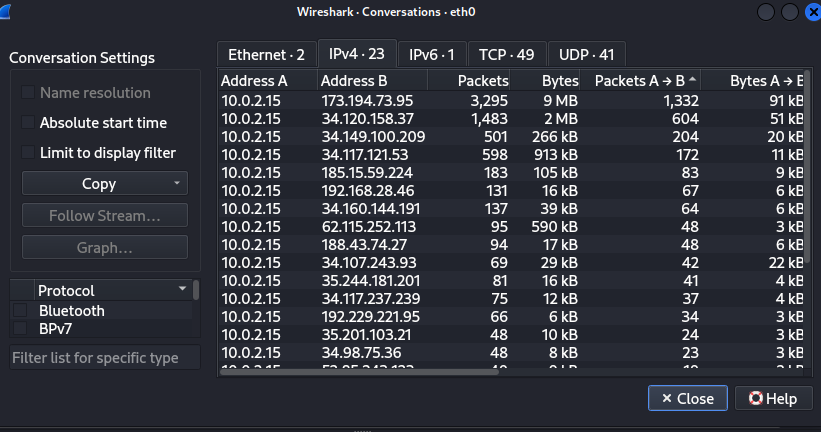 Wireshark · Conversations · eth0
Conversation Settings
Name resolution
Absolute start time
Limit to display filter
Copy
Follow Stream…
Graph…
Protocol
Bluetooth
BPv7
Filter list for specific type
Ethernet · 2 IPv4 · 23 IPv6 · 1 TCP · 49 UDP · 41
Address A Address B Packets Bytes Packets A → B Bytes A → B
10.0.2.15 173.194.73.95 3,295 9 MB 1,332 91 kB
10.0.2.15 34.120.158.37 1,483 2 MB 604 51 kB
10.0.2.15 34.149.100.209 501 266 kB 204 20 kB
10.0.2.15 34.117.121.53 598 913 kB 172 11 kB
10.0.2.15 185.15.59.224 183 105 kB 83 9 kB
10.0.2.15 192.168.28.46 131 16 kB 67 6 kB
10.0.2.15 34.160.144.191 137 39 kB 64 6 kB
10.0.2.15 62.115.252.113 95 590 kB 48 3 kB
10.0.2.15 188.43.74.27 94 17 kB 48 6 kB
10.0.2.15 34.107.243.93 69 29 kB 42 22 kB
10.0.2.15 35.244.181.201 81 16 kB 41 4 kB
10.0.2.15 34.117.237.239 75 12 kB 37 4 kB
10.0.2.15 192.229.221.95 66 6 kB 34 3 kB
10.0.2.15 35.201.103.21 48 10 kB 24 3 kB
10.0.2.15 34.98.75.36 48 8 kB 23 3 kB
10.0.2.15
Close Help